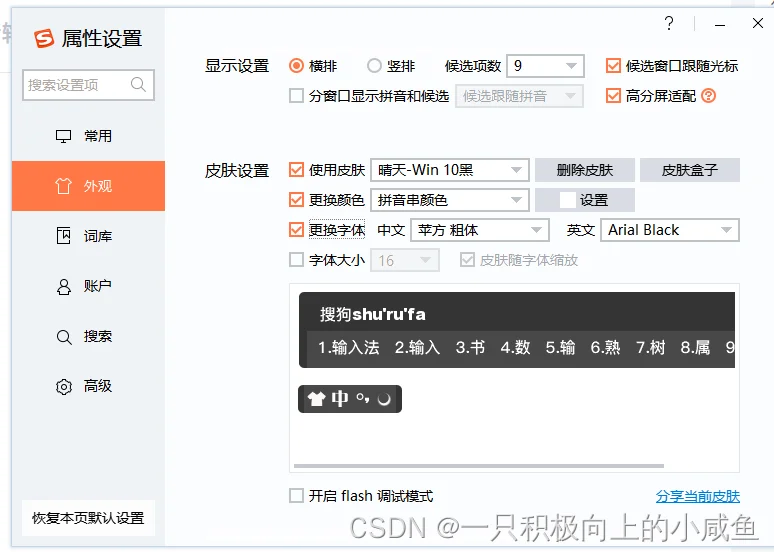 属性设置
搜索设置项
常用
外观
词库
账户
搜索
高级
恢复本页默认设置
?
显示设置 横排 竖排 候选项数 9 候选窗口跟随光标
分窗口显示拼音和候选 候选跟随拼音 高分屏适配 ?
皮肤设置 使用皮肤 晴天-Win 10黑 删除皮肤 皮肤盒子
更换颜色 拼音串颜色 设置
更换字体 中文 苹方 粗体 英文 Arial Black
字体大小 16 皮肤随字体缩放
搜狗shu'ru'fa
1.输入法 2.输入 3.书 4.数 5.输 6.熟 7.树 8.属 9
中
开启 flash 调试模式 分享当前皮肤
CSDN @一只积极向上的小咸鱼